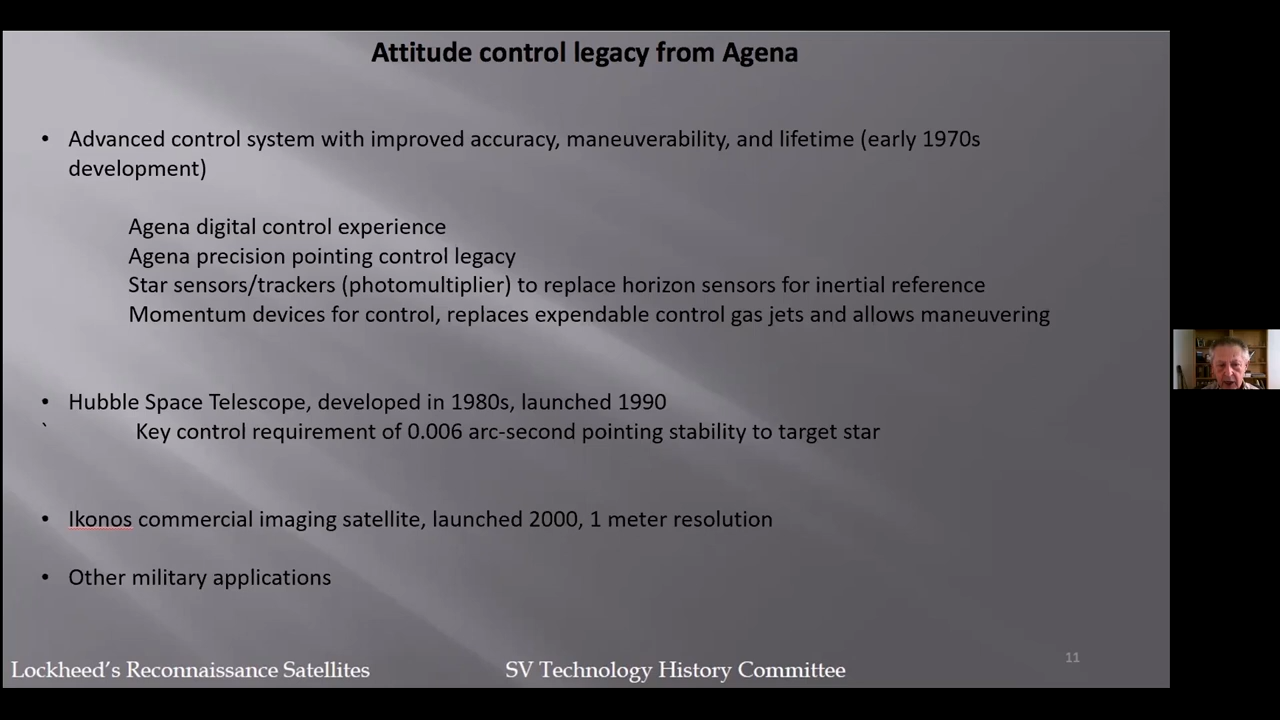 Attitude control legacy from Agena
• Advanced control system with improved accuracy, maneuverability, and lifetime (early 1970s
development)
Agena digital control experience
Agena precision pointing control legacy
Star sensors/trackers (photomultiplier) to replace horizon sensors for inertial reference
Momentum devices for control, replaces expendable control gas jets and allows maneuvering
• Hubble Space Telescope, developed in 1980s, launched 1990
` Key control requirement of 0.006 arc-second pointing stability to target star
• Ikonos commercial imaging satellite, launched 2000, 1 meter resolution
• Other military applications
11
Lockheed’s Reconnaissance Satellites SV Technology History Committee